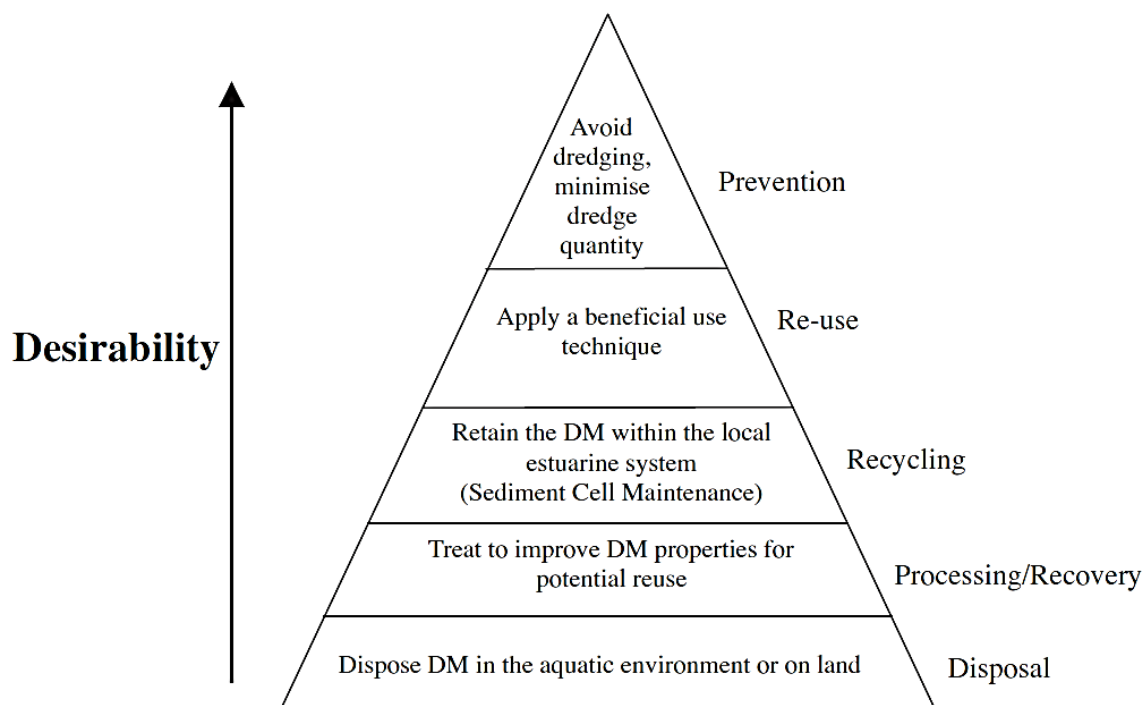 Avoid
dredging,
minimise
dredge
quantity
Prevention
Apply a beneficial use
technique
Re-use
Desirability
Retain the DM within the local
estuarine system
(Sediment Cell Maintenance)
Recycling
Treat to improve DM properties for
potential reuse
Processing/Recovery
Dispose DM in the aquatic environment or on land
Disposal